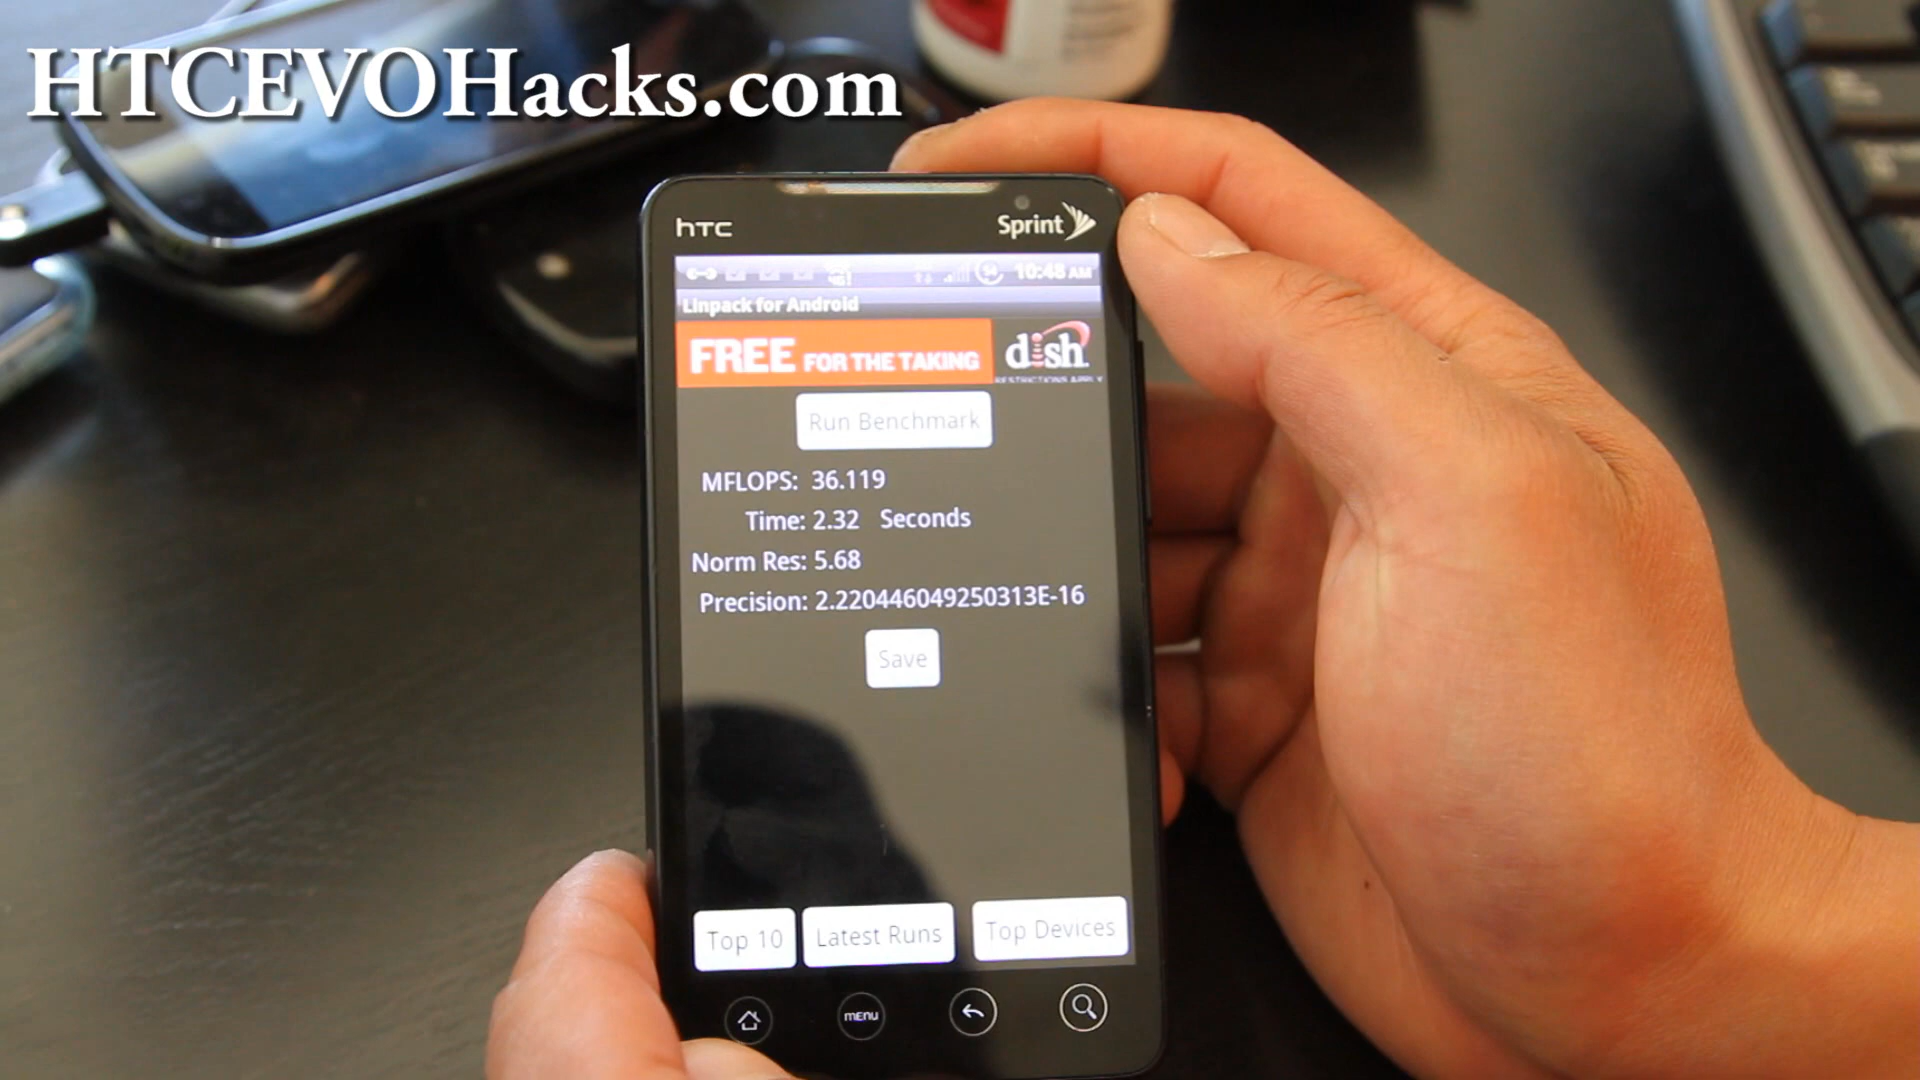 HTCEVOHacks.com
hTC
Sprint
10:48 AM
Linpack for Android
FREE FOR THE TAKING
dish
RESTRICTIONS APPLY
Run Benchmark
MFLOPS: 36.119
Time: 2.32 Seconds
Norm Res: 5.68
Precision: 2.220446049250313E-16
Save
Top 10 Latest Runs Top Devices
mEnu